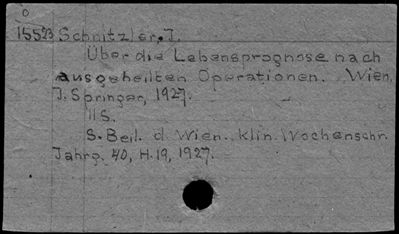 0
15523 Schnitzler, J.
Über die Lebensprognose nach
ausgeheilten Operationen. Wien,
J. Springer, 1927.
11 S.
S. Beil. d. Wien. klin. Wochenschr.
Jahrg. 40, H. 19, 1927.